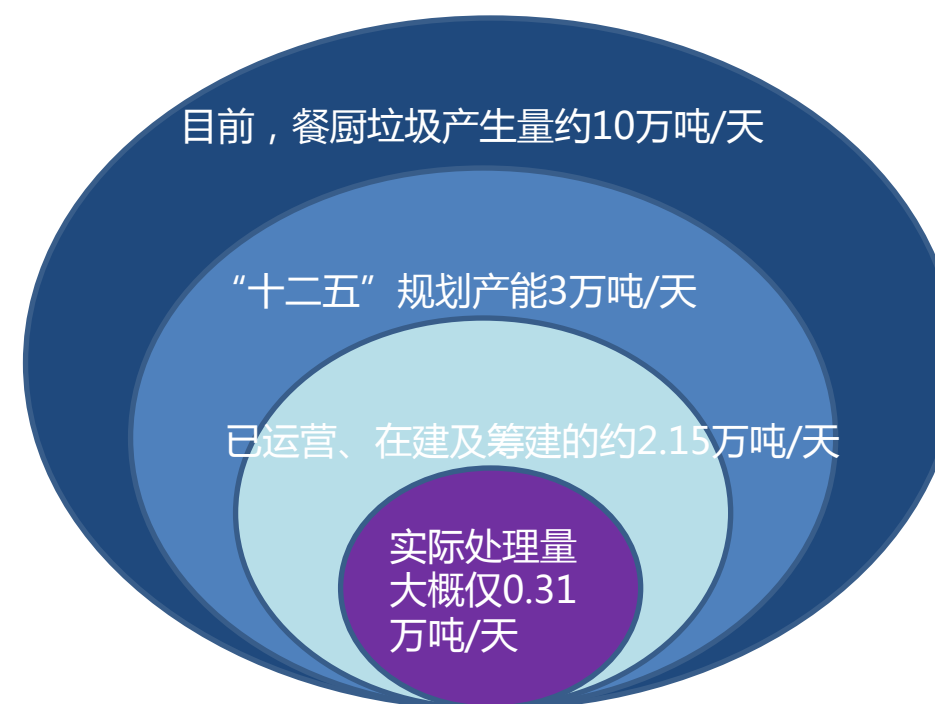 目前，餐厨垃圾产生量约10万吨/天
“十二五”规划产能3万吨/天
已运营、在建及筹建的约2.15万吨/天
实际处理量
大概仅0.31
万吨/天